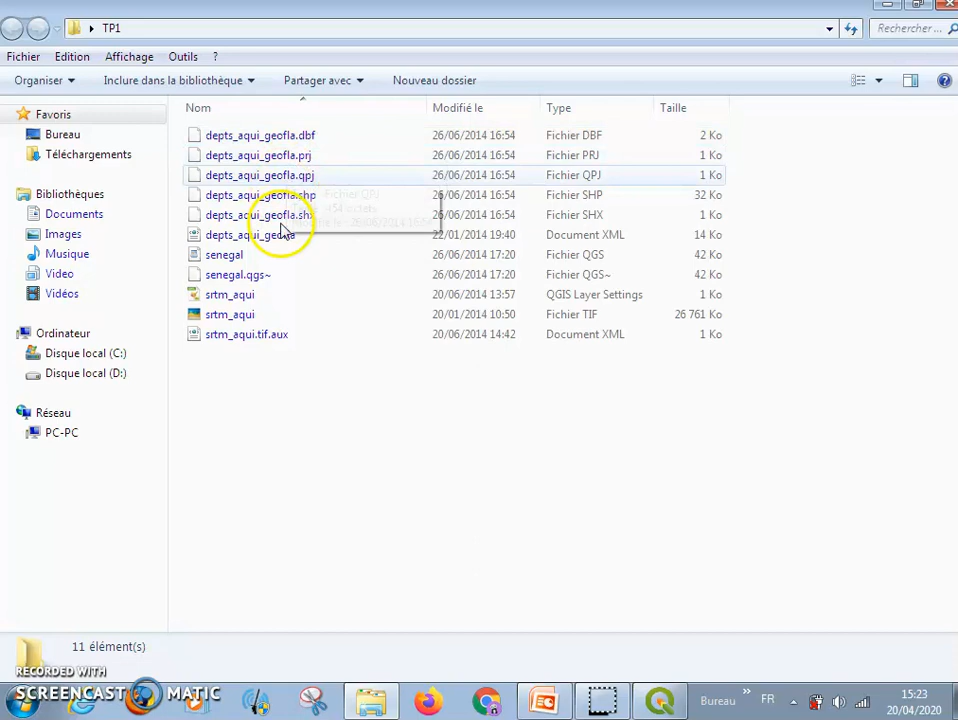 TP1
Rechercher ...
Fichier Edition Affichage Outils ?
Organiser Inclure dans la bibliothèque Partager avec Nouveau dossier
Nom Modifié le Type Taille
Favoris
Bureau
Téléchargements
Bibliothèques
Documents
Images
Musique
Video
Vidéos
Ordinateur
Disque local (C:)
Disque local (D:)
Réseau
PC-PC
depts_aqui_geofla.dbf 26/06/2014 16:54 Fichier DBF 2 Ko
depts_aqui_geofla.prj 26/06/2014 16:54 Fichier PRJ 1 Ko
depts_aqui_geofla.qpj 26/06/2014 16:54 Fichier QPJ 1 Ko
depts_aqui_geofla.shp 26/06/2014 16:54 Fichier SHP 32 Ko
depts_aqui_geofla.shx 26/06/2014 16:54 Fichier SHX 1 Ko
depts_aqui_geofla 22/01/2014 19:40 Document XML 14 Ko
senegal 26/06/2014 17:20 Fichier QGS 42 Ko
senegal.qgs~ 26/06/2014 17:20 Fichier QGS~ 42 Ko
srtm_aqui 20/06/2014 13:57 QGIS Layer Settings 4 Ko
srtm_aqui 20/01/2014 10:50 Fichier TIF 26 761 Ko
srtm_aqui.tif.aux 20/06/2014 14:42 Document XML 1 Ko
11 élément(s)
RECORDED WITH
SCREENCAST MATIC
Bureau » FR 15:23
20/04/2020